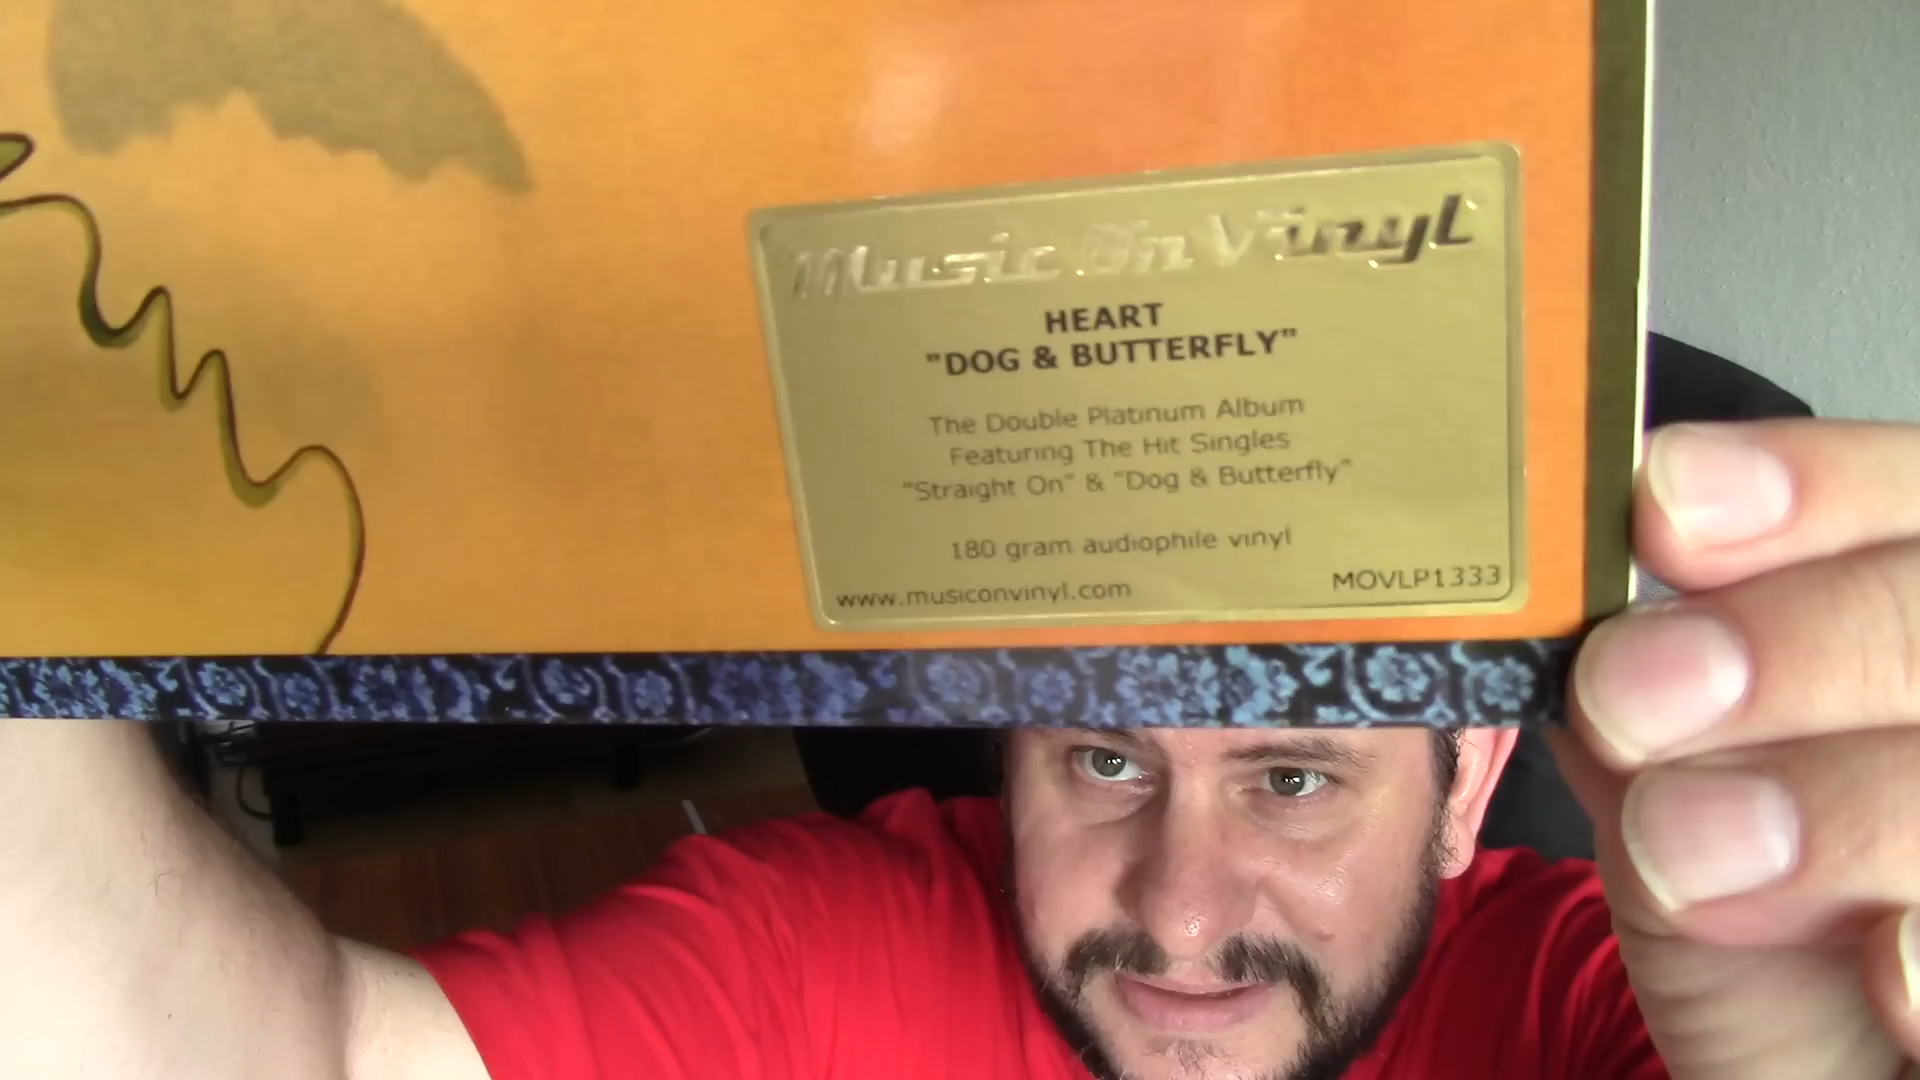 Music On Vinyl
HEART
"DOG & BUTTERFLY"
The Double Platinum Album
Featuring The Hit Singles
"Straight On" & "Dog & Butterfly"
180 gram audiophile vinyl
www.musiconvinyl.com
MOVLP1333